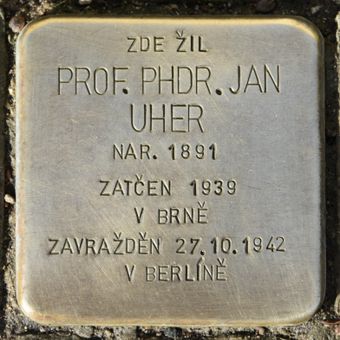 ZDE ŽIL
PROF. PHDR. JAN
UHER
NAR. 1891
ZATČEN 1939
V BRNĚ
ZAVRAŽDĚN 27.10.1942
V BERLÍNĚ